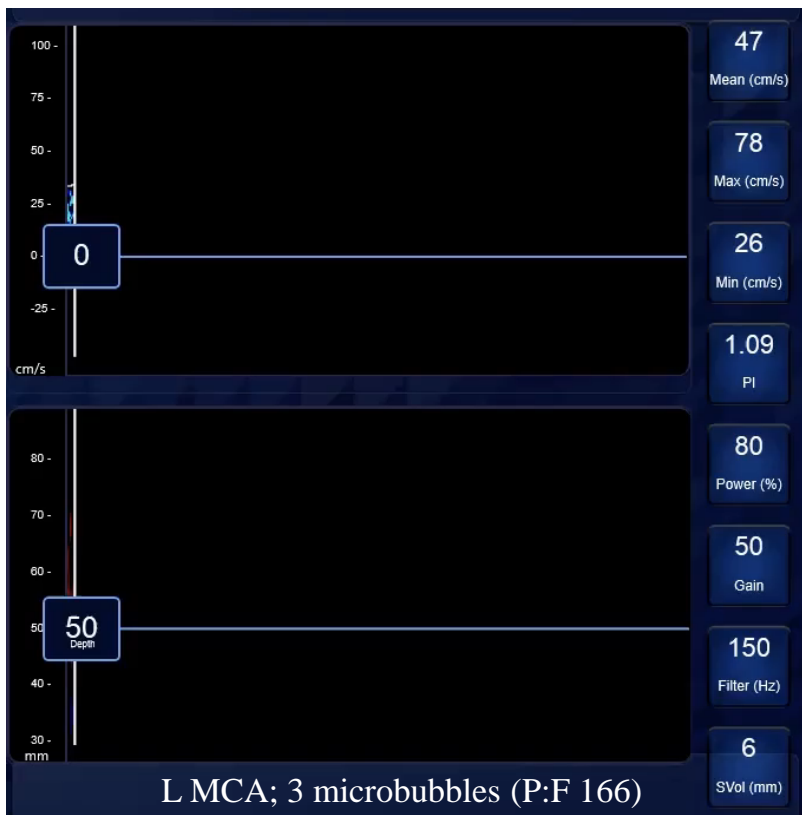 100 -
75 -
50 -
25 -
0 -
0
-25 -
cm/s
80 -
70 -
60 -
50
50
Depth
40 -
30 -
mm
47
Mean (cm/s)
78
Max (cm/s)
26
Min (cm/s)
1.09
PI
80
Power (%)
50
Gain
150
Filter (Hz)
6
SVol (mm)
L MCA; 3 microbubbles (P:F 166)